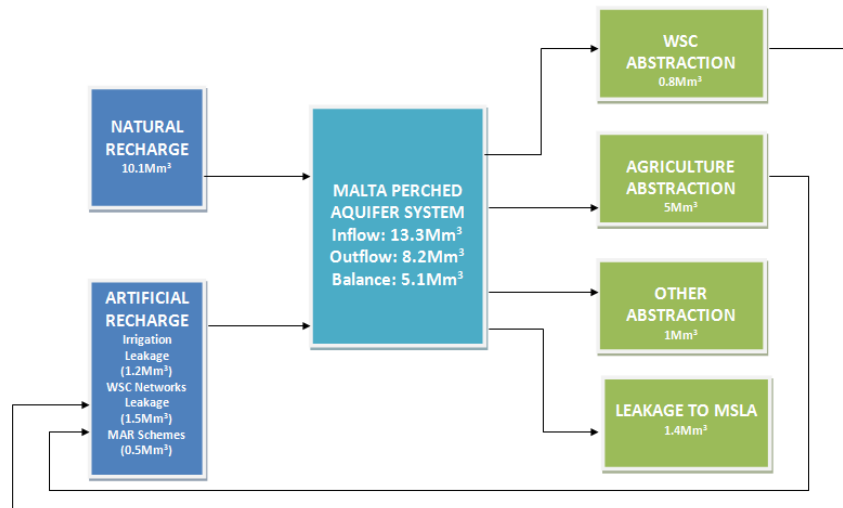 NATURAL
RECHARGE
10.1Mm³
ARTIFICIAL
RECHARGE
Irrigation
Leakage
(1.2Mm³)
WSC Networks
Leakage
(1.5Mm³)
MAR Schemes
(0.5Mm³)
MALTA PERCHED
AQUIFER SYSTEM
Inflow: 13.3Mm³
Outflow: 8.2Mm³
Balance: 5.1Mm³
WSC
ABSTRACTION
0.8Mm³
AGRICULTURE
ABSTRACTION
5Mm³
OTHER
ABSTRACTION
1Mm³
LEAKAGE TO MSLA
1.4Mm³